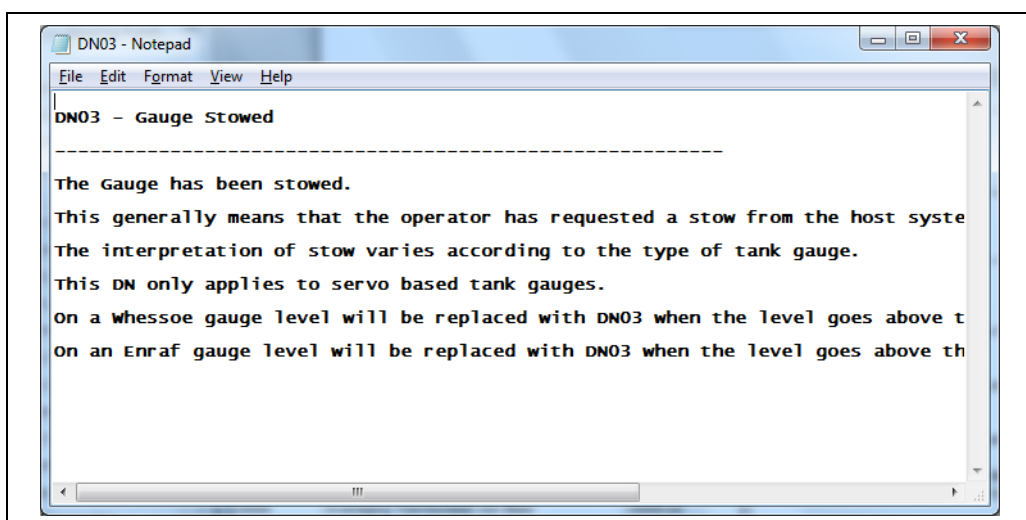 DN03 - Notepad
File Edit Format View Help
DN03 – Gauge Stowed
----------------------------------------------------------
The Gauge has been stowed.
This generally means that the operator has requested a stow from the host syste
The interpretation of stow varies according to the type of tank gauge.
This DN only applies to servo based tank gauges.
On a Whessoe gauge level will be replaced with DN03 when the level goes above t
On an Enraf gauge level will be replaced with DN03 when the level goes above th